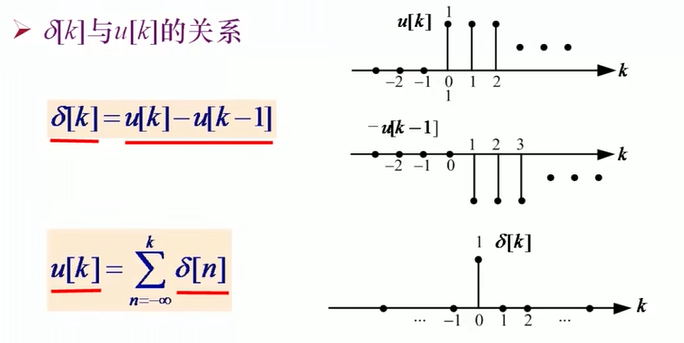 ➢ δ[k]与u[k]的关系
δ[k]=u[k]−u[k−1]
u[k]=∑δ[n]
k
n=−∞
u[k]
1
−2 −1 0 1 2
k
1
−u[k−1]
1 2 3
−2 −1 0
k
1 δ[k]
... −1 0 1 2 ...
k